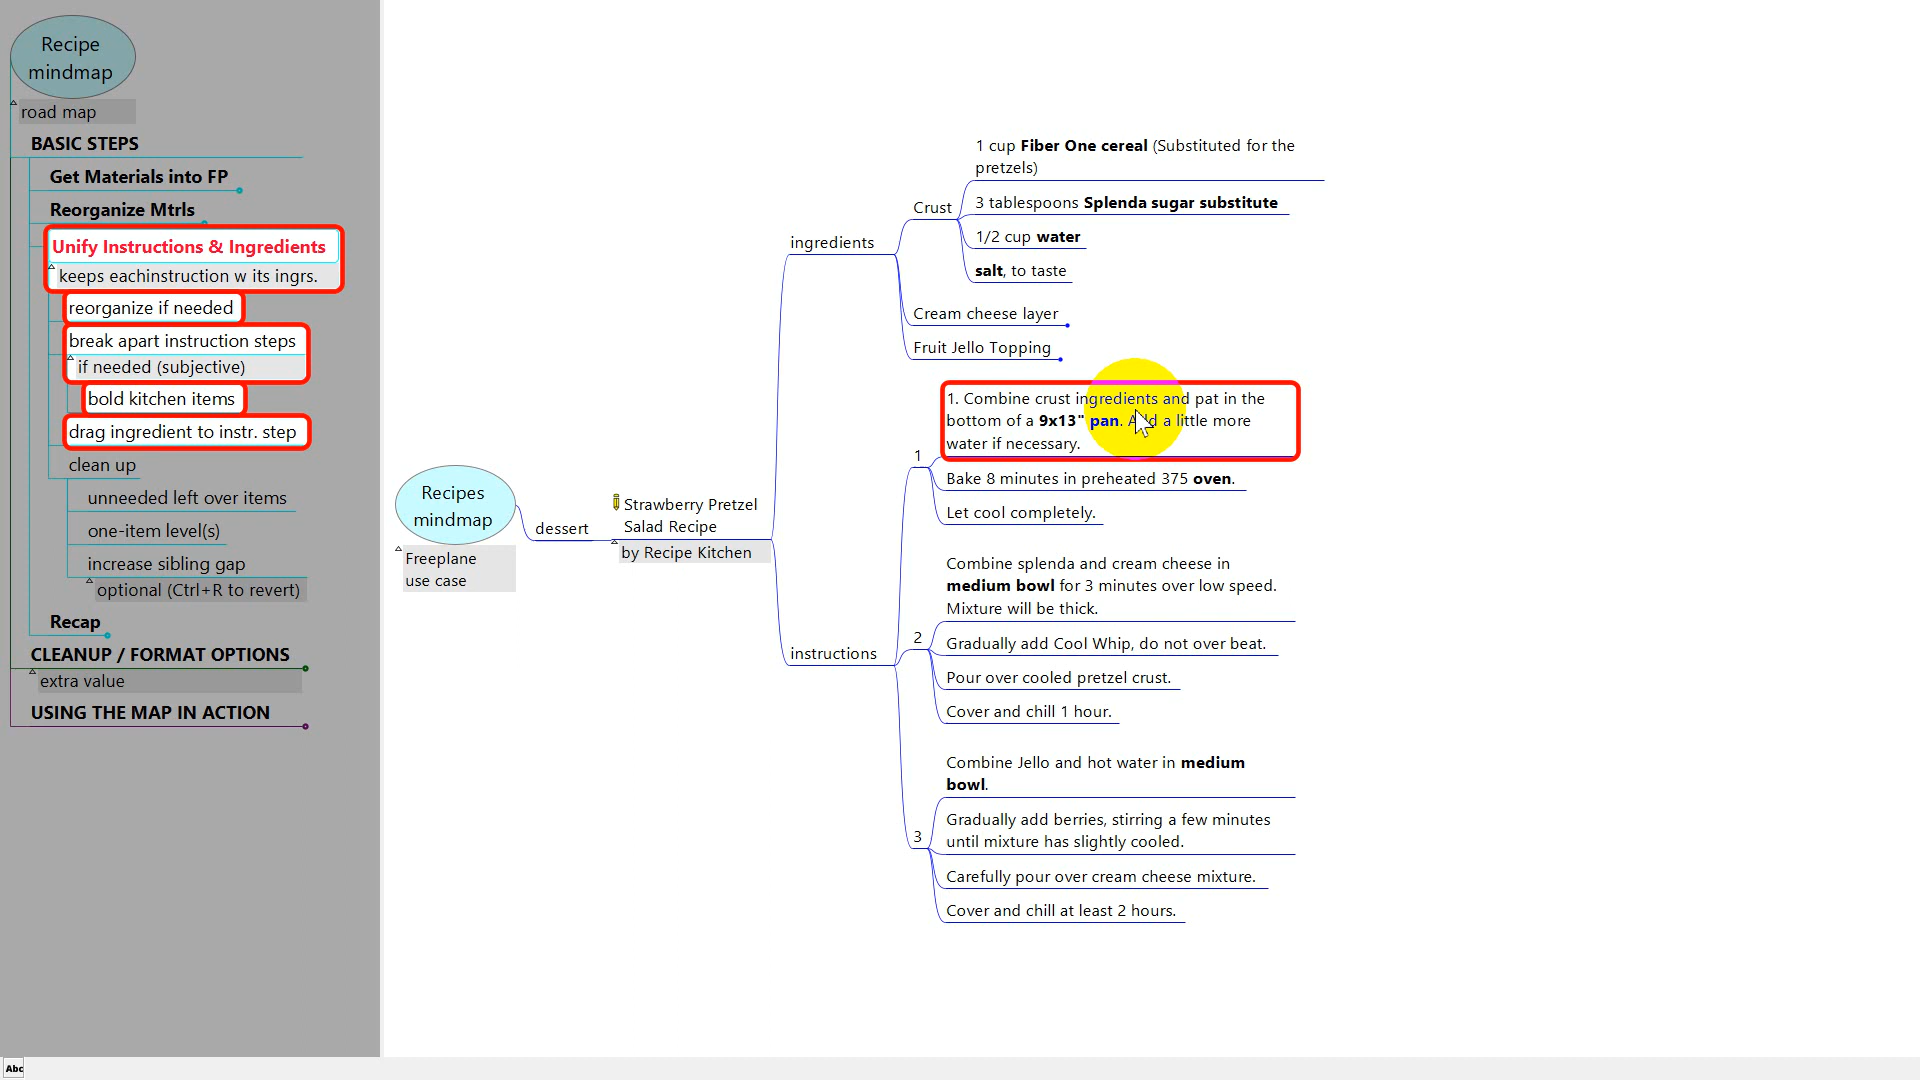 Recipe
mindmap
road map
BASIC STEPS
Get Materials into FP
Reorganize Mtrls
Unify Instructions & Ingredients
keeps eachinstruction w its ingrs.
reorganize if needed
break apart instruction steps
if needed (subjective)
bold kitchen items
drag ingredient to instr. step
clean up
unneeded left over items
one-item level(s)
increase sibling gap
optional (Ctrl+R to revert)
Recap
CLEANUP / FORMAT OPTIONS
extra value
USING THE MAP IN ACTION
Recipes
mindmap
Freeplane
use case
dessert
Strawberry Pretzel
Salad Recipe
by Recipe Kitchen
ingredients
Crust
1 cup Fiber One cereal (Substituted for the
pretzels)
3 tablespoons Splenda sugar substitute
1/2 cup water
salt, to taste
Cream cheese layer
Fruit Jello Topping
instructions
1
1. Combine crust ingredients and pat in the
bottom of a 9x13" pan. Add a little more
water if necessary.
Bake 8 minutes in preheated 375 oven.
Let cool completely.
2
Combine splenda and cream cheese in
medium bowl for 3 minutes over low speed.
Mixture will be thick.
Gradually add Cool Whip, do not over beat.
Pour over cooled pretzel crust.
Cover and chill 1 hour.
3
Combine Jello and hot water in medium
bowl.
Gradually add berries, stirring a few minutes
until mixture has slightly cooled.
Carefully pour over cream cheese mixture.
Cover and chill at least 2 hours.
Abc